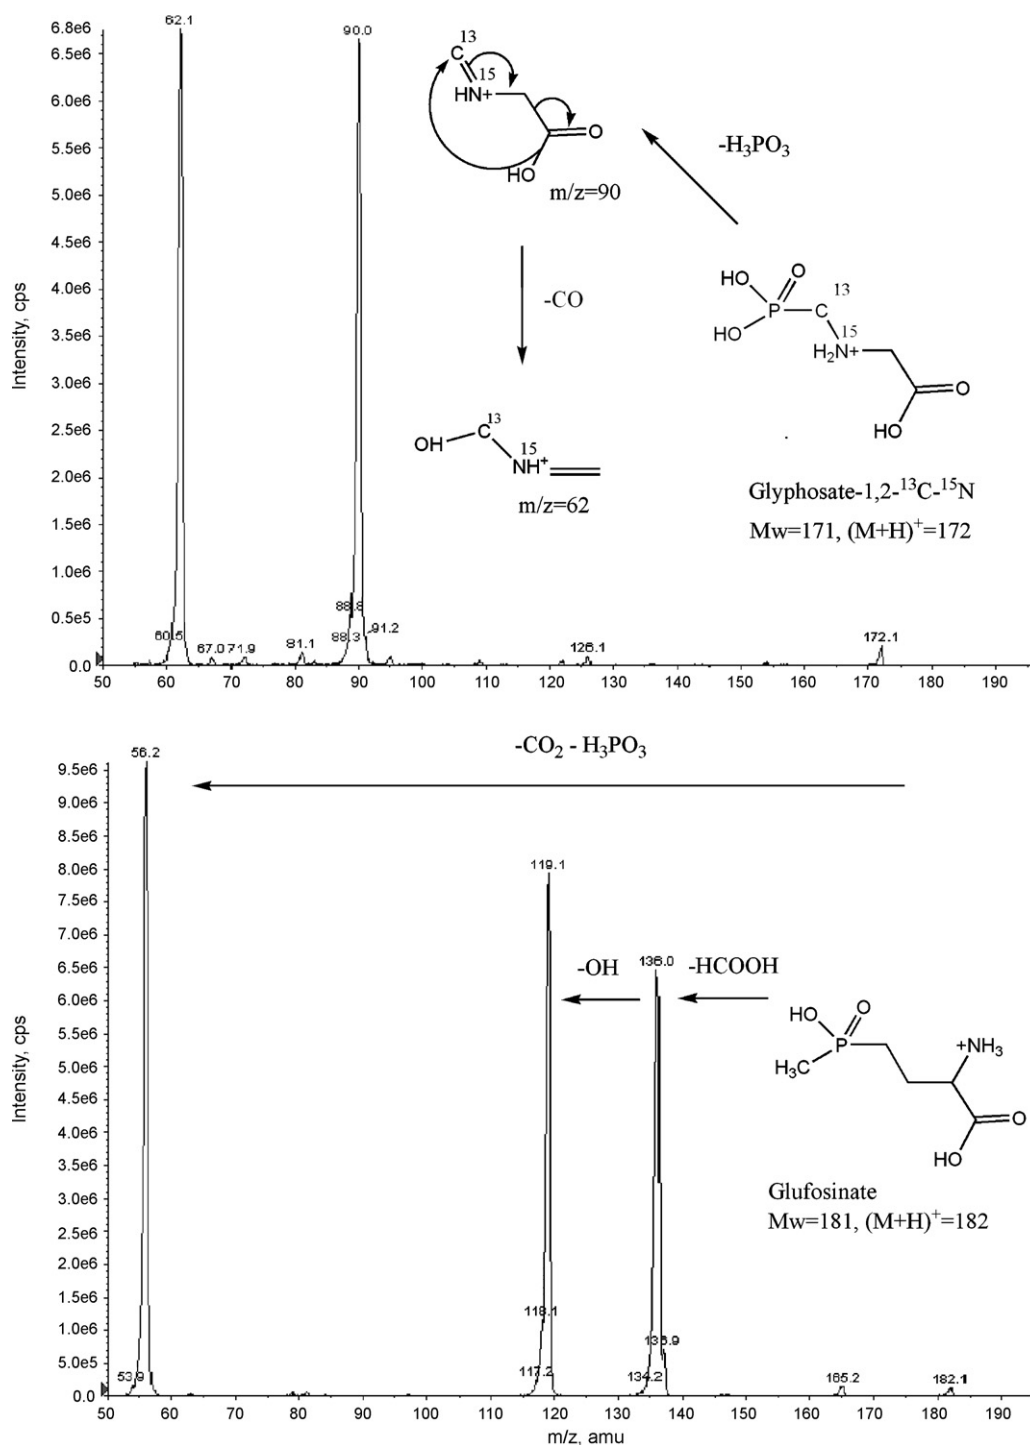 6.8e6
6.5e6
6.0e6
5.5e6
5.0e6
4.5e6
4.0e6
3.5e6
3.0e6
2.5e6
2.0e6
1.5e6
1.0e6
0.5e5
0.0
Intensity, cps
62.1
90.0
60.5
67.0
71.9
81.1
88.8
88.3
91.2
126.1
172.1
13
C
15
HN+
O
HO
m/z=90
-H₃PO₃
-CO
HO
O
P
C
13
HO
15
H₂N+
O
HO
Glyphosate-1,2-¹³C-¹⁵N
Mw=171, (M+H)⁺=172
OH
C
13
15
NH⁺
m/z=62
50 60 70 80 90 100 110 120 130 140 150 160 170 180 190
-CO₂ - H₃PO₃
9.5e6
9.0e6
8.5e6
8.0e6
7.5e6
7.0e6
6.5e6
6.0e6
5.5e6
5.0e6
4.5e6
4.0e6
3.5e6
3.0e6
2.5e6
2.0e6
1.5e6
1.0e6
5.0e5
0.0
Intensity, cps
56.2
53.9
119.1
118.1
117.2
136.0
134.2
165.2
182.1
-OH
-HCOOH
HO
O
P
H₃C
+NH₃
O
HO
Glufosinate
Mw=181, (M+H)⁺=182
50 60 70 80 90 100 110 120 130 140 150 160 170 180 190
m/z, amu